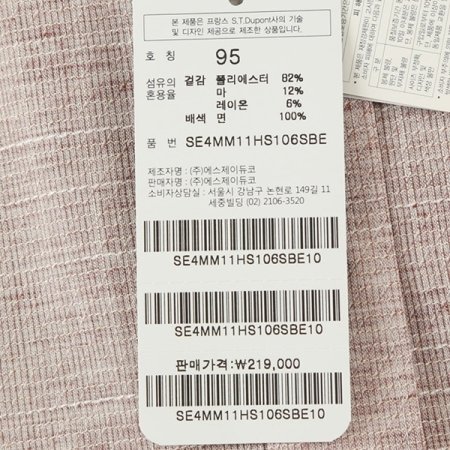 본 제품은 프랑스 S.T.Dupont사의 기술
및 디자인 제공으로 제조한 상품입니다.
호 칭 95
섬유의 혼용율
겉감 폴리에스터 82%
마 12%
레이온 6%
배색 면 100%
품 번 SE4MM11HS106SBE
제조자명 : (주)에스제이듀코
판매자명 : (주)에스제이듀코
소비자상담실 : 서울시 강남구 논현로 149길 11
세중빌딩 (02) 2106-3520
SE4MM11HS106SBE10
SE4MM11HS106SBE10
판매가격:₩219,000
SE4MM11HS106SBE10